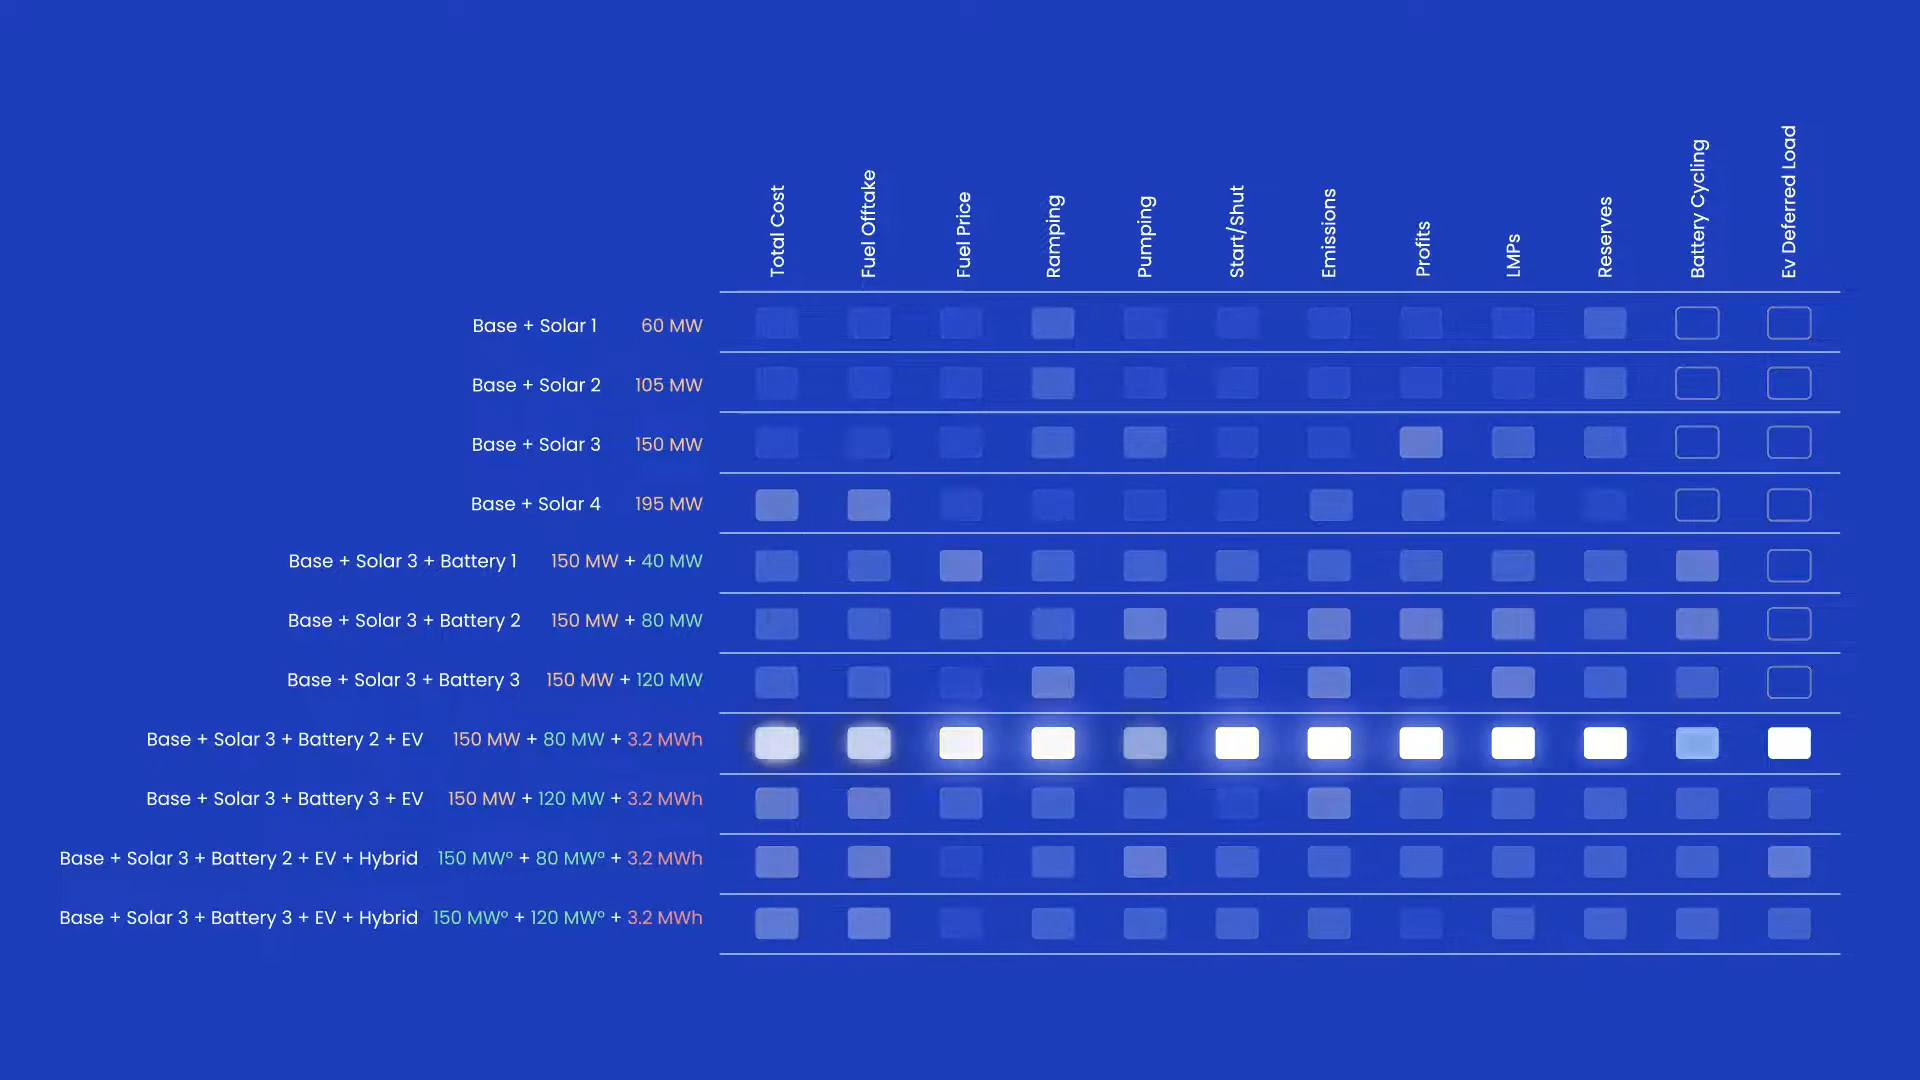 Total Cost
Fuel Offtake
Fuel Price
Ramping
Pumping
Start/Shut
Emissions
Profits
LMPs
Reserves
Battery Cycling
Ev Deferred Load
Base + Solar 1 60 MW
Base + Solar 2 105 MW
Base + Solar 3 150 MW
Base + Solar 4 195 MW
Base + Solar 3 + Battery 1 150 MW + 40 MW
Base + Solar 3 + Battery 2 150 MW + 80 MW
Base + Solar 3 + Battery 3 150 MW + 120 MW
Base + Solar 3 + Battery 2 + EV 150 MW + 80 MW + 3.2 MWh
Base + Solar 3 + Battery 3 + EV 150 MW + 120 MW + 3.2 MWh
Base + Solar 3 + Battery 2 + EV + Hybrid 150 MWº + 80 MWº + 3.2 MWh
Base + Solar 3 + Battery 3 + EV + Hybrid 150 MWº + 120 MWº + 3.2 MWh